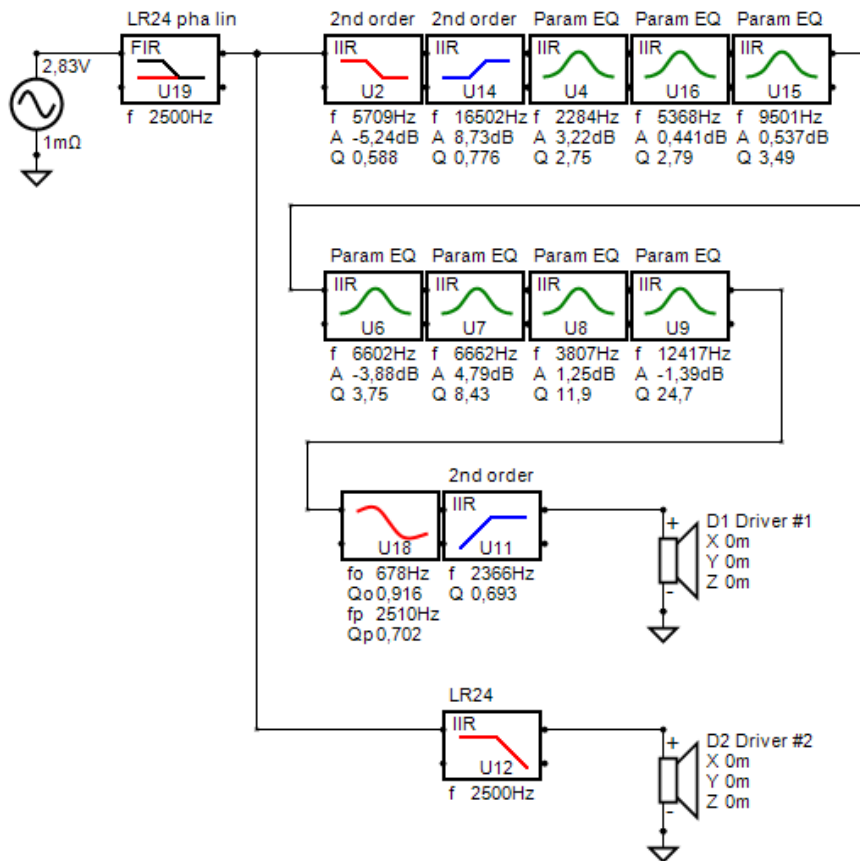 LR24 pha lin
FIR
U19
f 2500Hz
2,83V
1mΩ
2nd order
IIR
U2
f 5709Hz
A -5,24dB
Q 0,588
2nd order
IIR
U14
f 16502Hz
A 8,73dB
Q 0,776
Param EQ
IIR
U4
f 2284Hz
A 3,22dB
Q 2,75
Param EQ
IIR
U16
f 5368Hz
A 0,441dB
Q 2,79
Param EQ
IIR
U15
f 9501Hz
A 0,537dB
Q 3,49
Param EQ
IIR
U6
f 6602Hz
A -3,88dB
Q 3,75
Param EQ
IIR
U7
f 6662Hz
A 4,79dB
Q 8,43
Param EQ
IIR
U8
f 3807Hz
A 1,25dB
Q 11,9
Param EQ
IIR
U9
f 12417Hz
A -1,39dB
Q 24,7
U18
fo 678Hz
Qo 0,916
fp 2510Hz
Qp 0,702
2nd order
IIR
U11
f 2366Hz
Q 0,693
+
-
D1 Driver #1
X 0m
Y 0m
Z 0m
LR24
IIR
U12
f 2500Hz
+
-
D2 Driver #2
X 0m
Y 0m
Z 0m